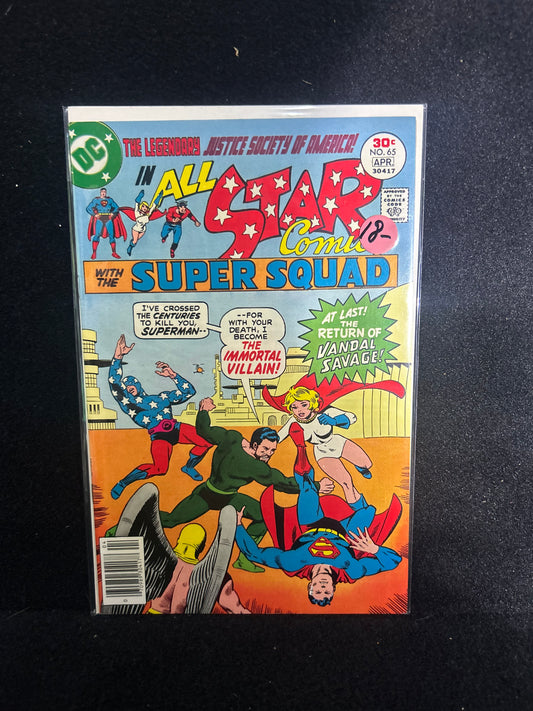 DC
THE LEGENDARY JUSTICE SOCIETY OF AMERICA!
30¢
NO. 65
APR
30417
IN ALL
STAR
Comi
APPROVED
BY THE
COMICS
CODE
AUTHORITY
18-
WITH THE SUPER SQUAD
I'VE CROSSED
THE CENTURIES
TO KILL YOU,
SUPERMAN--
--FOR
WITH YOUR
DEATH, I
BECOME
THE
IMMORTAL
VILLAIN!
AT LAST!
THE
RETURN OF
VANDAL
SAVAGE!
S
04